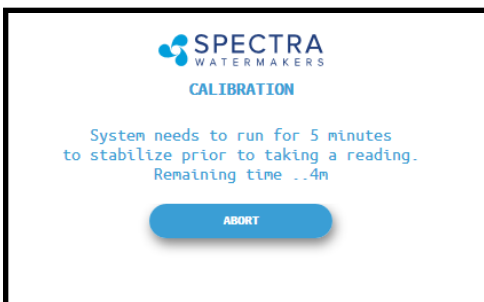 SPECTRA
WATERMAKERS
CALIBRATION
System needs to run for 5 minutes
to stabilize prior to taking a reading.
Remaining time ..4m
ABORT